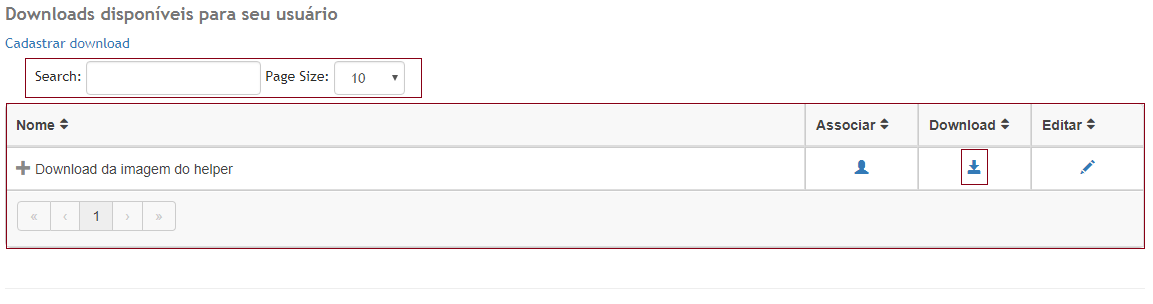 Downloads disponíveis para seu usuário
Cadastrar download
Search: Page Size: 10
Nome Associar Download Editar
Download da imagem do helper
« ‹ 1 › »